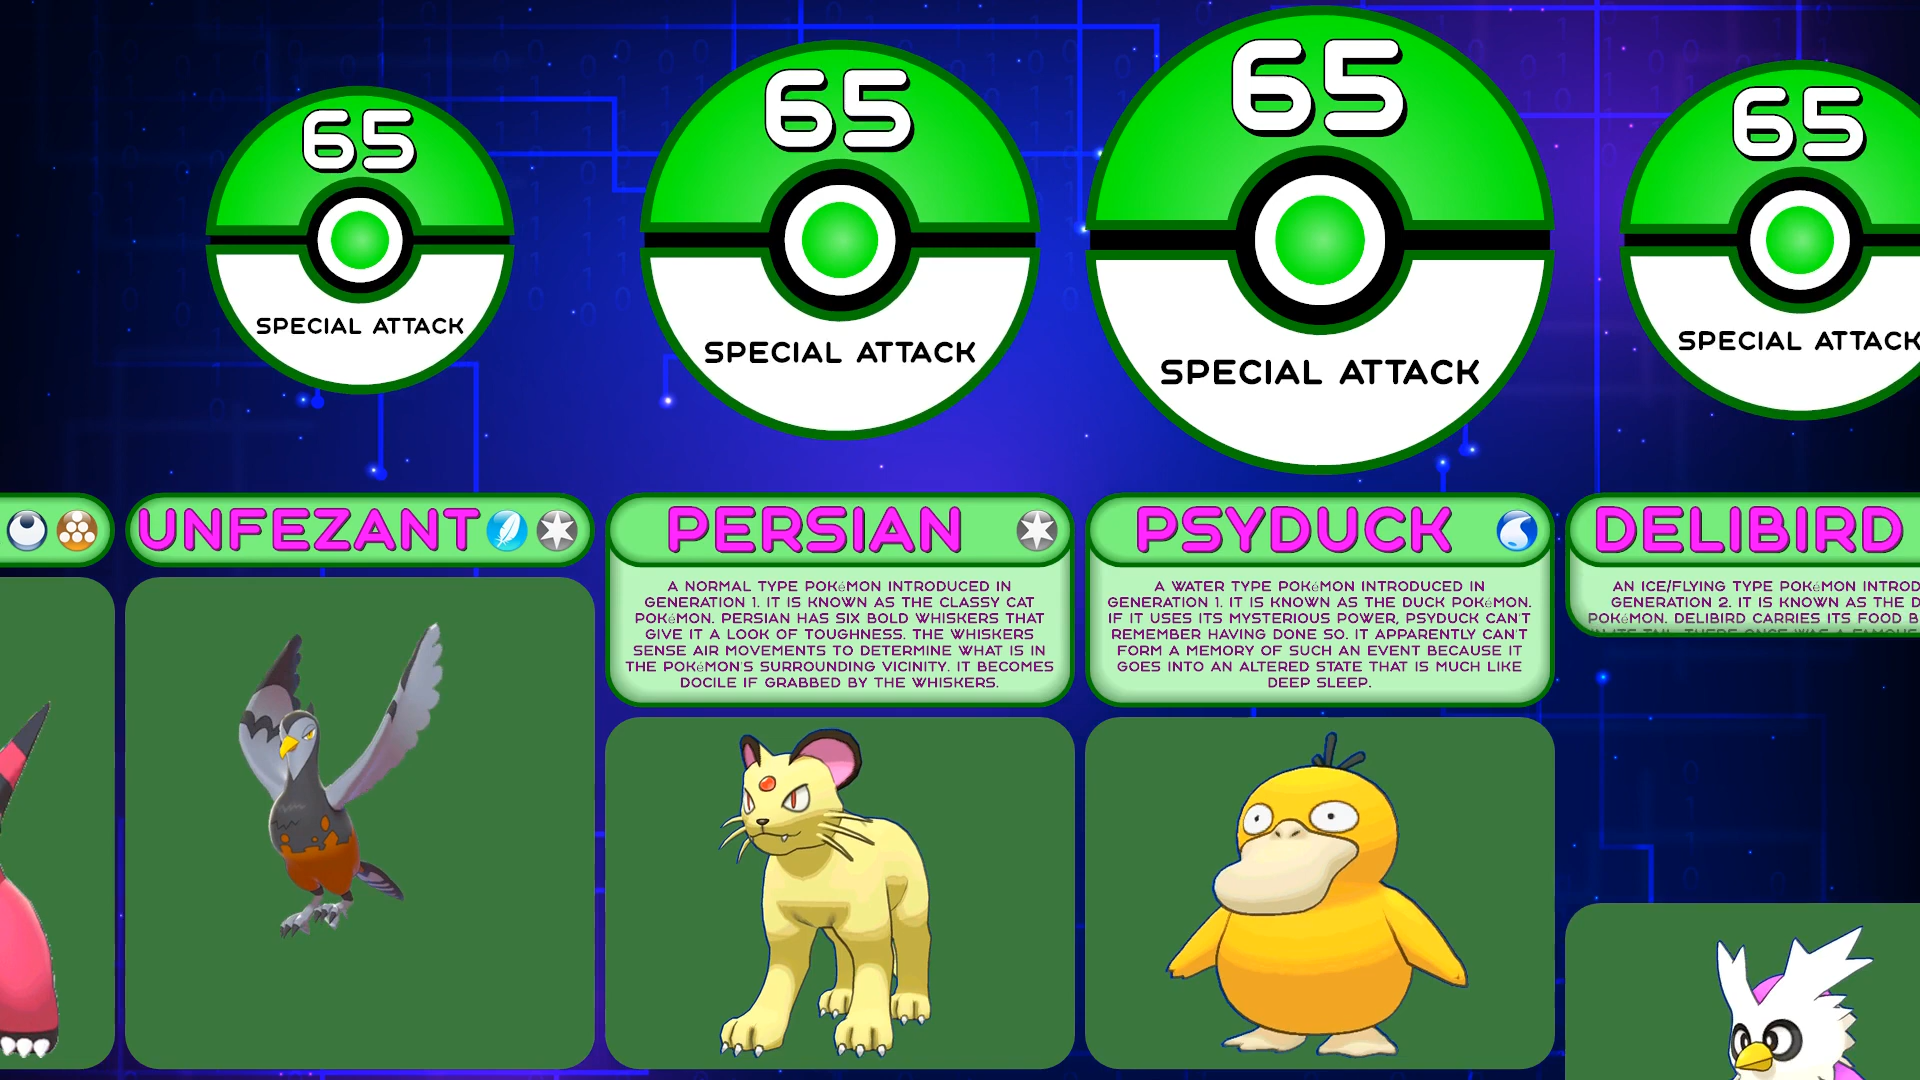 65
SPECIAL ATTACK
65
SPECIAL ATTACK
65
SPECIAL ATTACK
65
SPECIAL ATTACK
UNFEZANT
PERSIAN
A NORMAL TYPE POKéMON INTRODUCED IN
GENERATION 1. IT IS KNOWN AS THE CLASSY CAT
POKéMON. PERSIAN HAS SIX BOLD WHISKERS THAT
GIVE IT A LOOK OF TOUGHNESS. THE WHISKERS
SENSE AIR MOVEMENTS TO DETERMINE WHAT IS IN
THE POKéMON'S SURROUNDING VICINITY. IT BECOMES
DOCILE IF GRABBED BY THE WHISKERS.
PSYDUCK
A WATER TYPE POKéMON INTRODUCED IN
GENERATION 1. IT IS KNOWN AS THE DUCK POKéMON.
IF IT USES ITS MYSTERIOUS POWER, PSYDUCK CAN'T
REMEMBER HAVING DONE SO. IT APPARENTLY CAN'T
FORM A MEMORY OF SUCH AN EVENT BECAUSE IT
GOES INTO AN ALTERED STATE THAT IS MUCH LIKE
DEEP SLEEP.
DELIBIRD
AN ICE/FLYING TYPE POKéMON INTROD
GENERATION 2. IT IS KNOWN AS THE D
POKéMON. DELIBIRD CARRIES ITS FOOD B